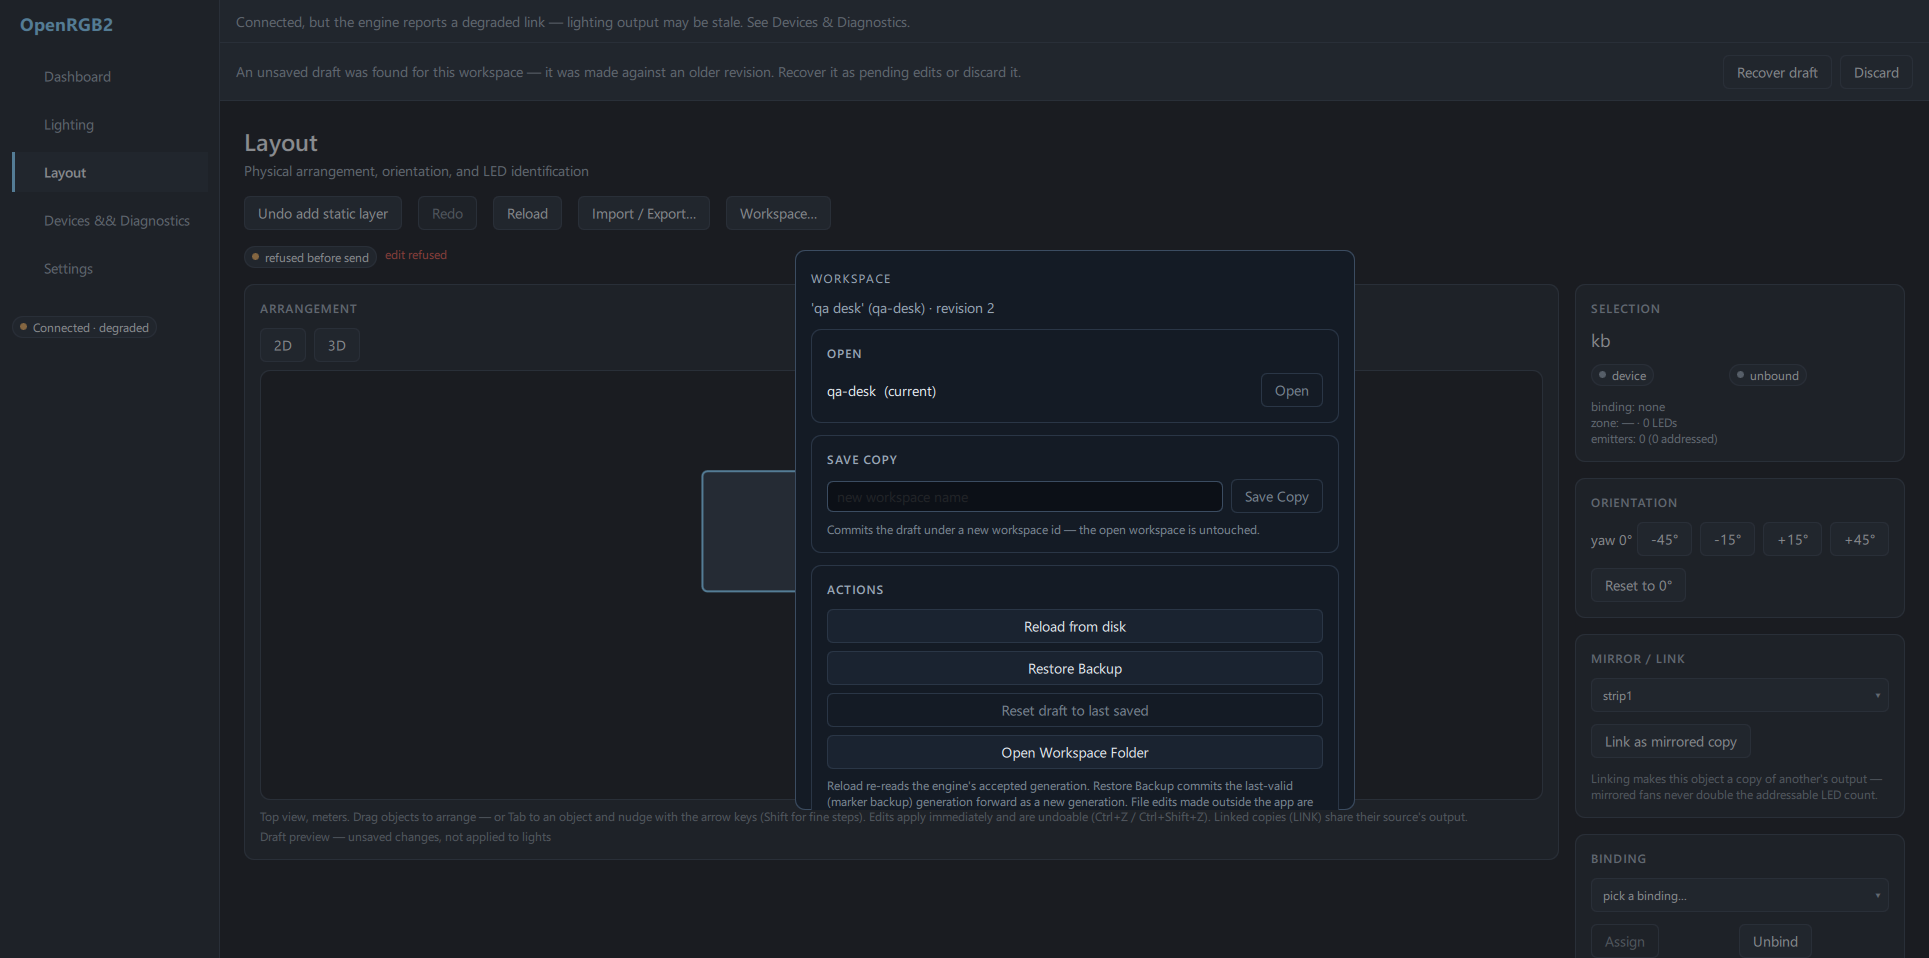 OpenRGB2
Dashboard
Lighting
Layout
Devices && Diagnostics
Settings
Connected · degraded
Connected, but the engine reports a degraded link — lighting output may be stale. See Devices & Diagnostics.
An unsaved draft was found for this workspace — it was made against an older revision. Recover it as pending edits or discard it.
Recover draft
Discard
Layout
Physical arrangement, orientation, and LED identification
Undo add static layer
Redo
Reload
Import / Export...
Workspace...
refused before send
edit refused
ARRANGEMENT
2D
3D
Top view, meters. Drag objects to arrange — or Tab to an object and nudge with the arrow keys (Shift for fine steps). Edits apply immediately and are undoable (Ctrl+Z / Ctrl+Shift+Z). Linked copies (LINK) share their source's output.
Draft preview — unsaved changes, not applied to lights
WORKSPACE
'qa desk' (qa-desk) · revision 2
OPEN
qa-desk (current)
Open
SAVE COPY
new workspace name
Save Copy
Commits the draft under a new workspace id — the open workspace is untouched.
ACTIONS
Reload from disk
Restore Backup
Reset draft to last saved
Open Workspace Folder
Reload re-reads the engine's accepted generation. Restore Backup commits the last-valid
(marker backup) generation forward as a new generation. File edits made outside the app are
SELECTION
kb
device
unbound
binding: none
zone: — · 0 LEDs
emitters: 0 (0 addressed)
ORIENTATION
yaw 0°
-45°
-15°
+15°
+45°
Reset to 0°
MIRROR / LINK
strip1
Link as mirrored copy
Linking makes this object a copy of another's output —
mirrored fans never double the addressable LED count.
BINDING
pick a binding...
Assign
Unbind